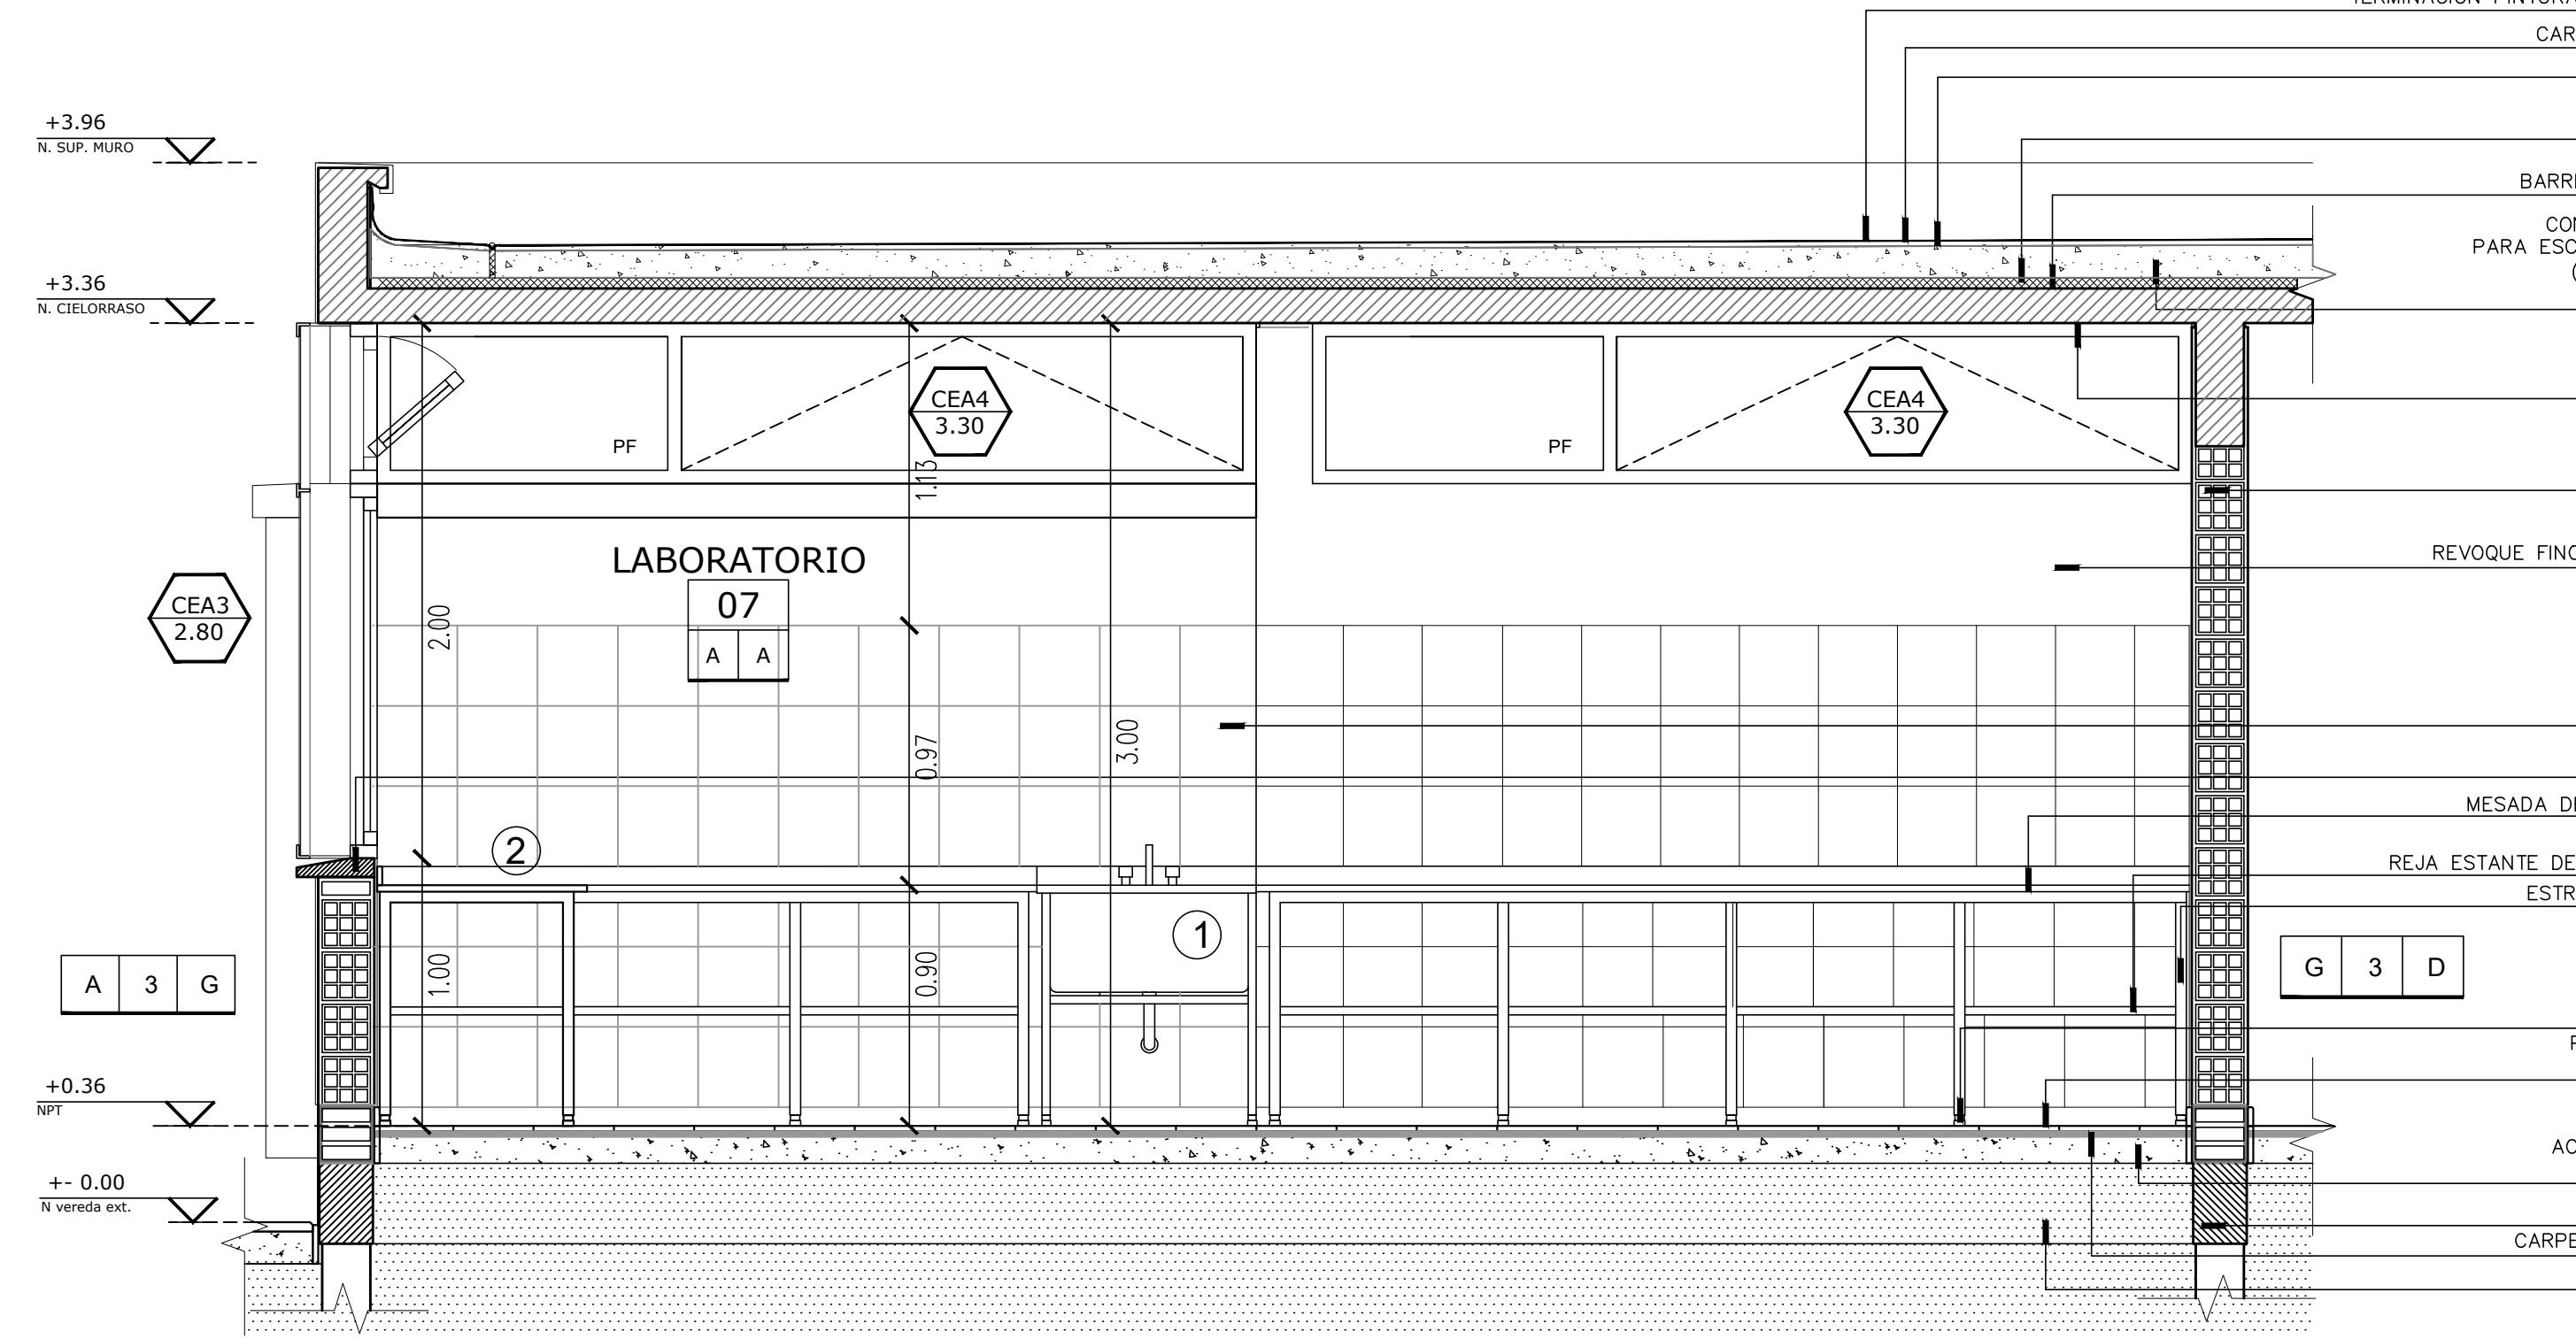 CAR
+3.96
N. SUP. MURO
BARR
CO
PARA ESC
(
+3.36
N. CIELORRASO
CEA4
3.30
CEA4
3.30
PF
PF
1.13
LABORATORIO
REVOQUE FINO
07
A A
CEA3
2.80
2.00
0.97
3.00
MESADA D
2
REJA ESTANTE DE
ESTR
1
1.00
0.90
A 3 G
G 3 D
+0.36
NPT
+- 0.00
N vereda ext.
CARPE